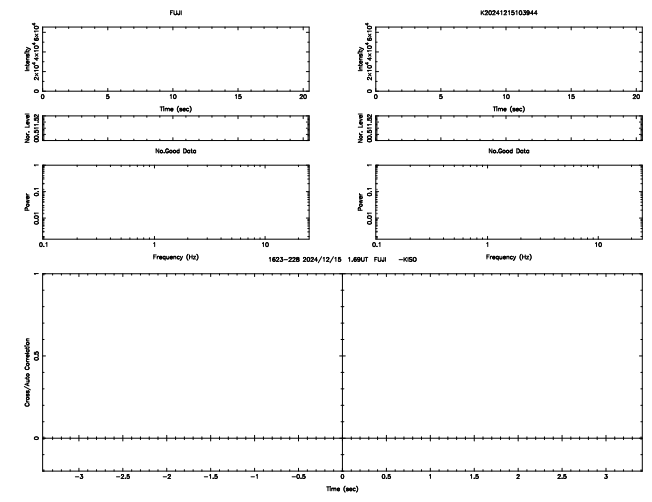 FUJI
K20241215103944
Intensity
2×10⁴ 4×10⁴ 6×10⁴
0 5 10 15 20
Time (sec)
Intensity
2×10⁴ 4×10⁴ 6×10⁴
0 5 10 15 20
Time (sec)
Nor. Level
00.511.52
No.Good Data
Nor. Level
00.511.52
No.Good Data
Power
1
0.1
0.01
0.1 1 10
Frequency (Hz)
Power
1
0.1
0.01
0.1 1 10
Frequency (Hz)
1623-228 2024/12/15 1.69UT FUJI -KISO
Cross/Auto Correlation
1
0.5
0
-3 -2.5 -2 -1.5 -1 -0.5 0 0.5 1 1.5 2 2.5 3
Time (sec)